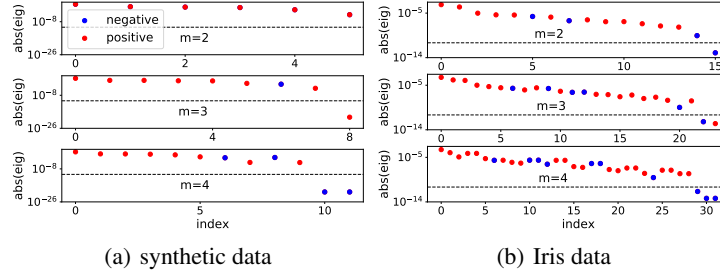 abs(eig)
10⁻⁸
negative
positive
m=2
0 2 4
abs(eig)
10⁻⁸
10⁻²⁶
m=3
0 2 4 6 8
abs(eig)
10⁻⁸
10⁻²⁶
m=4
0 5 10
index
(a) synthetic data
abs(eig)
10⁻⁵
10⁻¹⁴
m=2
0 5 10 15
abs(eig)
10⁻⁵
10⁻¹⁴
m=3
0 5 10 15 20
abs(eig)
10⁻⁵
10⁻¹⁴
m=4
0 5 10 15 20 25 30
index
(b) Iris data